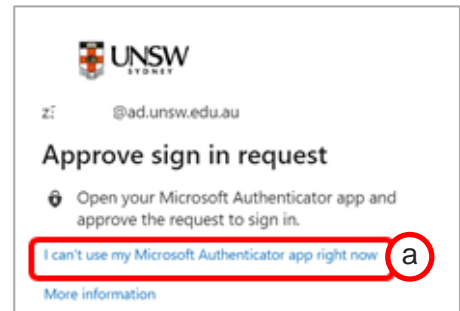 UNSW
SYDNEY
@ad.unsw.edu.au
Approve sign in request
Open your Microsoft Authenticator app and
approve the request to sign in.
I can't use my Microsoft Authenticator app right now
a
More information